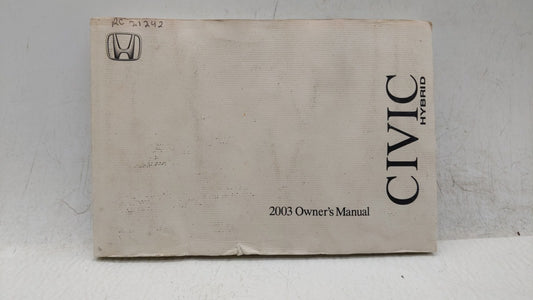 RC 21242
CIVIC
HYBRID
2003 Owner's Manual